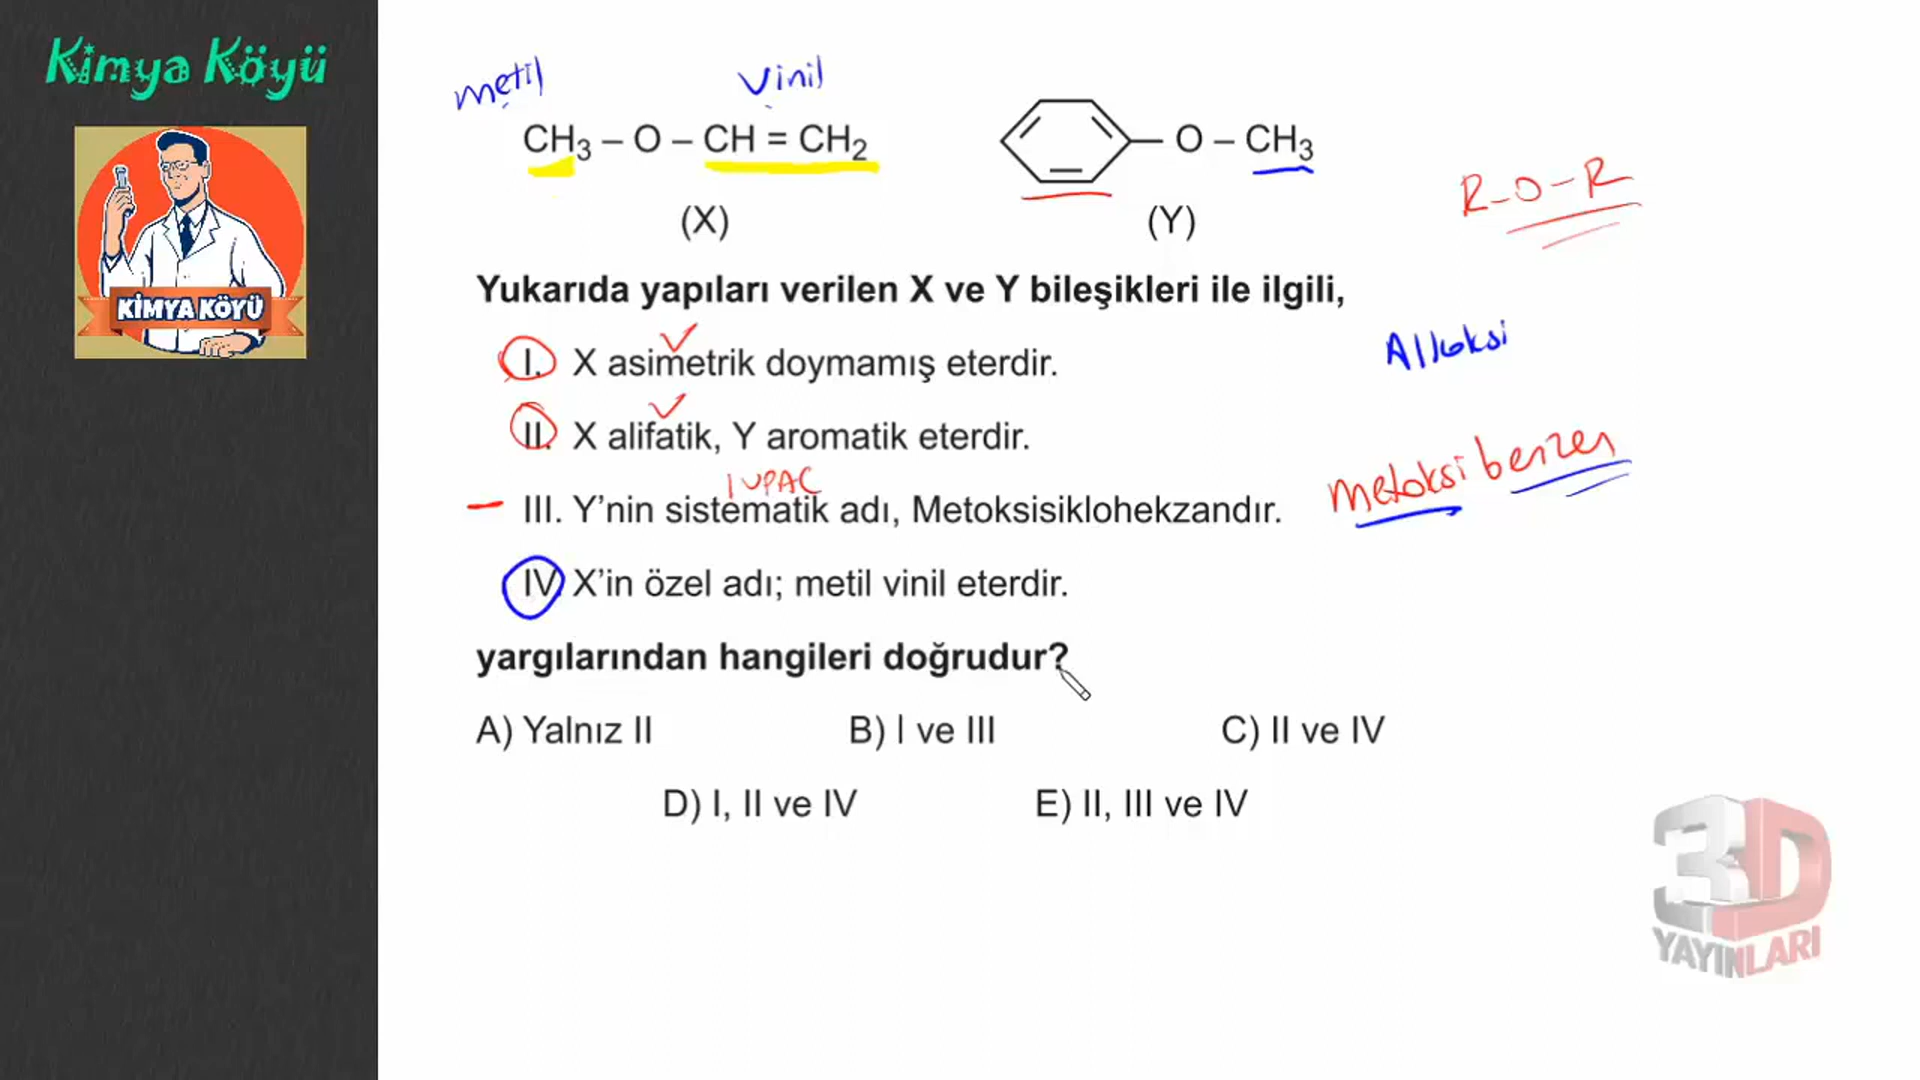 Kimya Köyü
KİMYA KÖYÜ
metil
vinil
CH₃ – O – CH = CH₂
– O – CH₃
(X)
(Y)
R-O-R
Yukarıda yapıları verilen X ve Y bileşikleri ile ilgili,
I. X asimetrik doymamış eterdir.
Alkoksi
II. X alifatik, Y aromatik eterdir.
metoksi benzen
IUPAC
III. Y’nin sistematik adı, Metoksisiklohekzandır.
IV. X’in özel adı; metil vinil eterdir.
yargılarından hangileri doğrudur?
A) Yalnız II
B) I ve III
C) II ve IV
D) I, II ve IV
E) II, III ve IV
3D
YAYINLARI